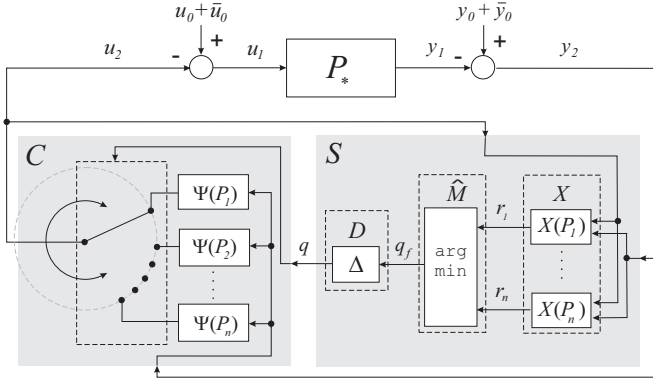 u₀ + ū₀
y₀ + ȳ₀
u₂ - + u₁ P* y₁ - + y₂
C S
M̂ X
Ψ(P₁) r₁ X(P₁)
D
Ψ(P₂) q Δ q_f arg min
Ψ(Pₙ) rₙ X(Pₙ)